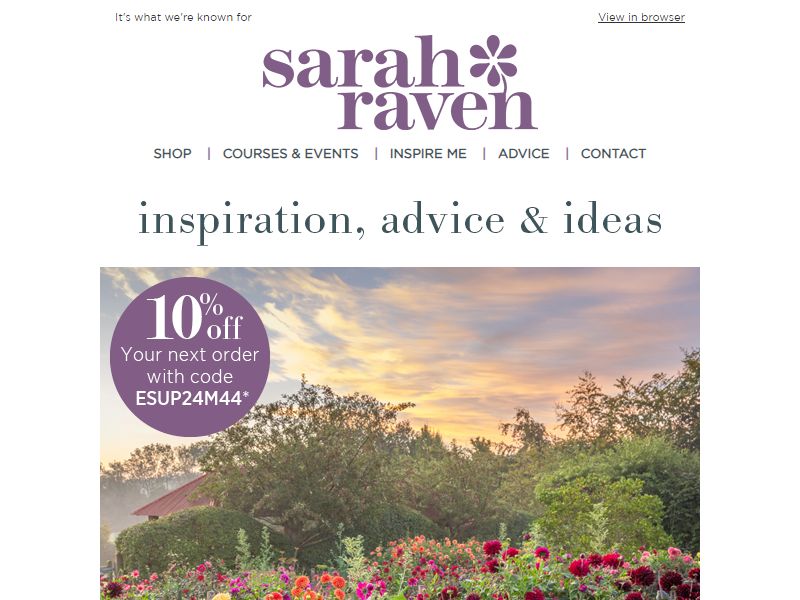 It's what we're known for
View in browser
sarah
raven
SHOP | COURSES & EVENTS | INSPIRE ME | ADVICE | CONTACT
inspiration, advice & ideas
10% off
Your next order
with code
ESUP24M44*